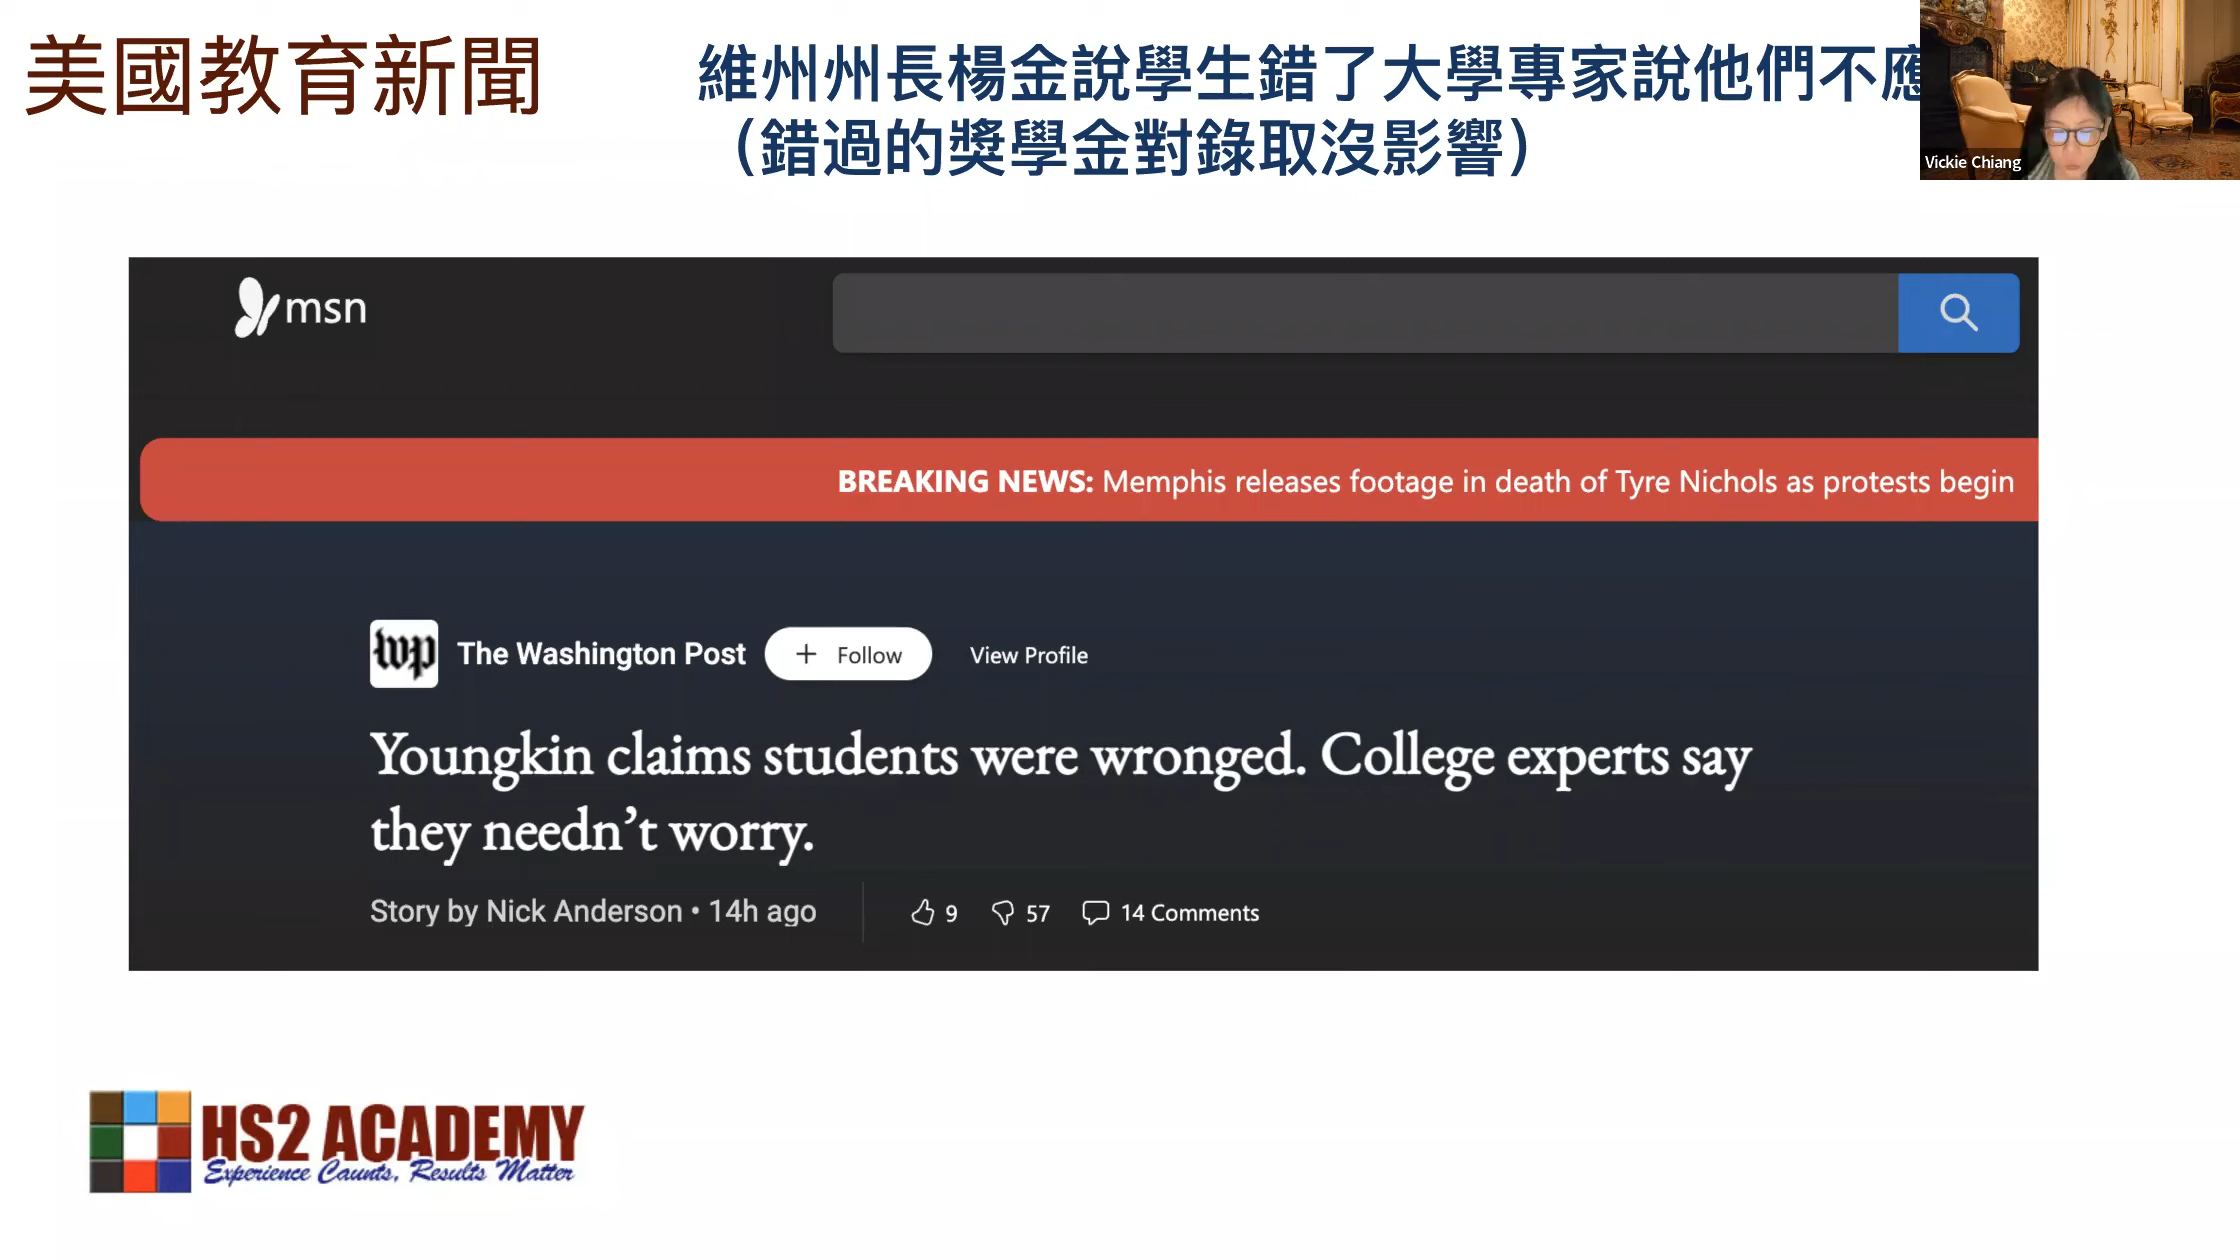 美國教育新聞
維州州長楊金說學生錯了大學專家說他們不應
（錯過的獎學金對錄取沒影響）
Vickie Chiang
msn
BREAKING NEWS: Memphis releases footage in death of Tyre Nichols as protests begin
wp The Washington Post + Follow View Profile
Youngkin claims students were wronged. College experts say
they needn’t worry.
Story by Nick Anderson • 14h ago 9 57 14 Comments
HS2 ACADEMY
Experience Counts, Results Matter